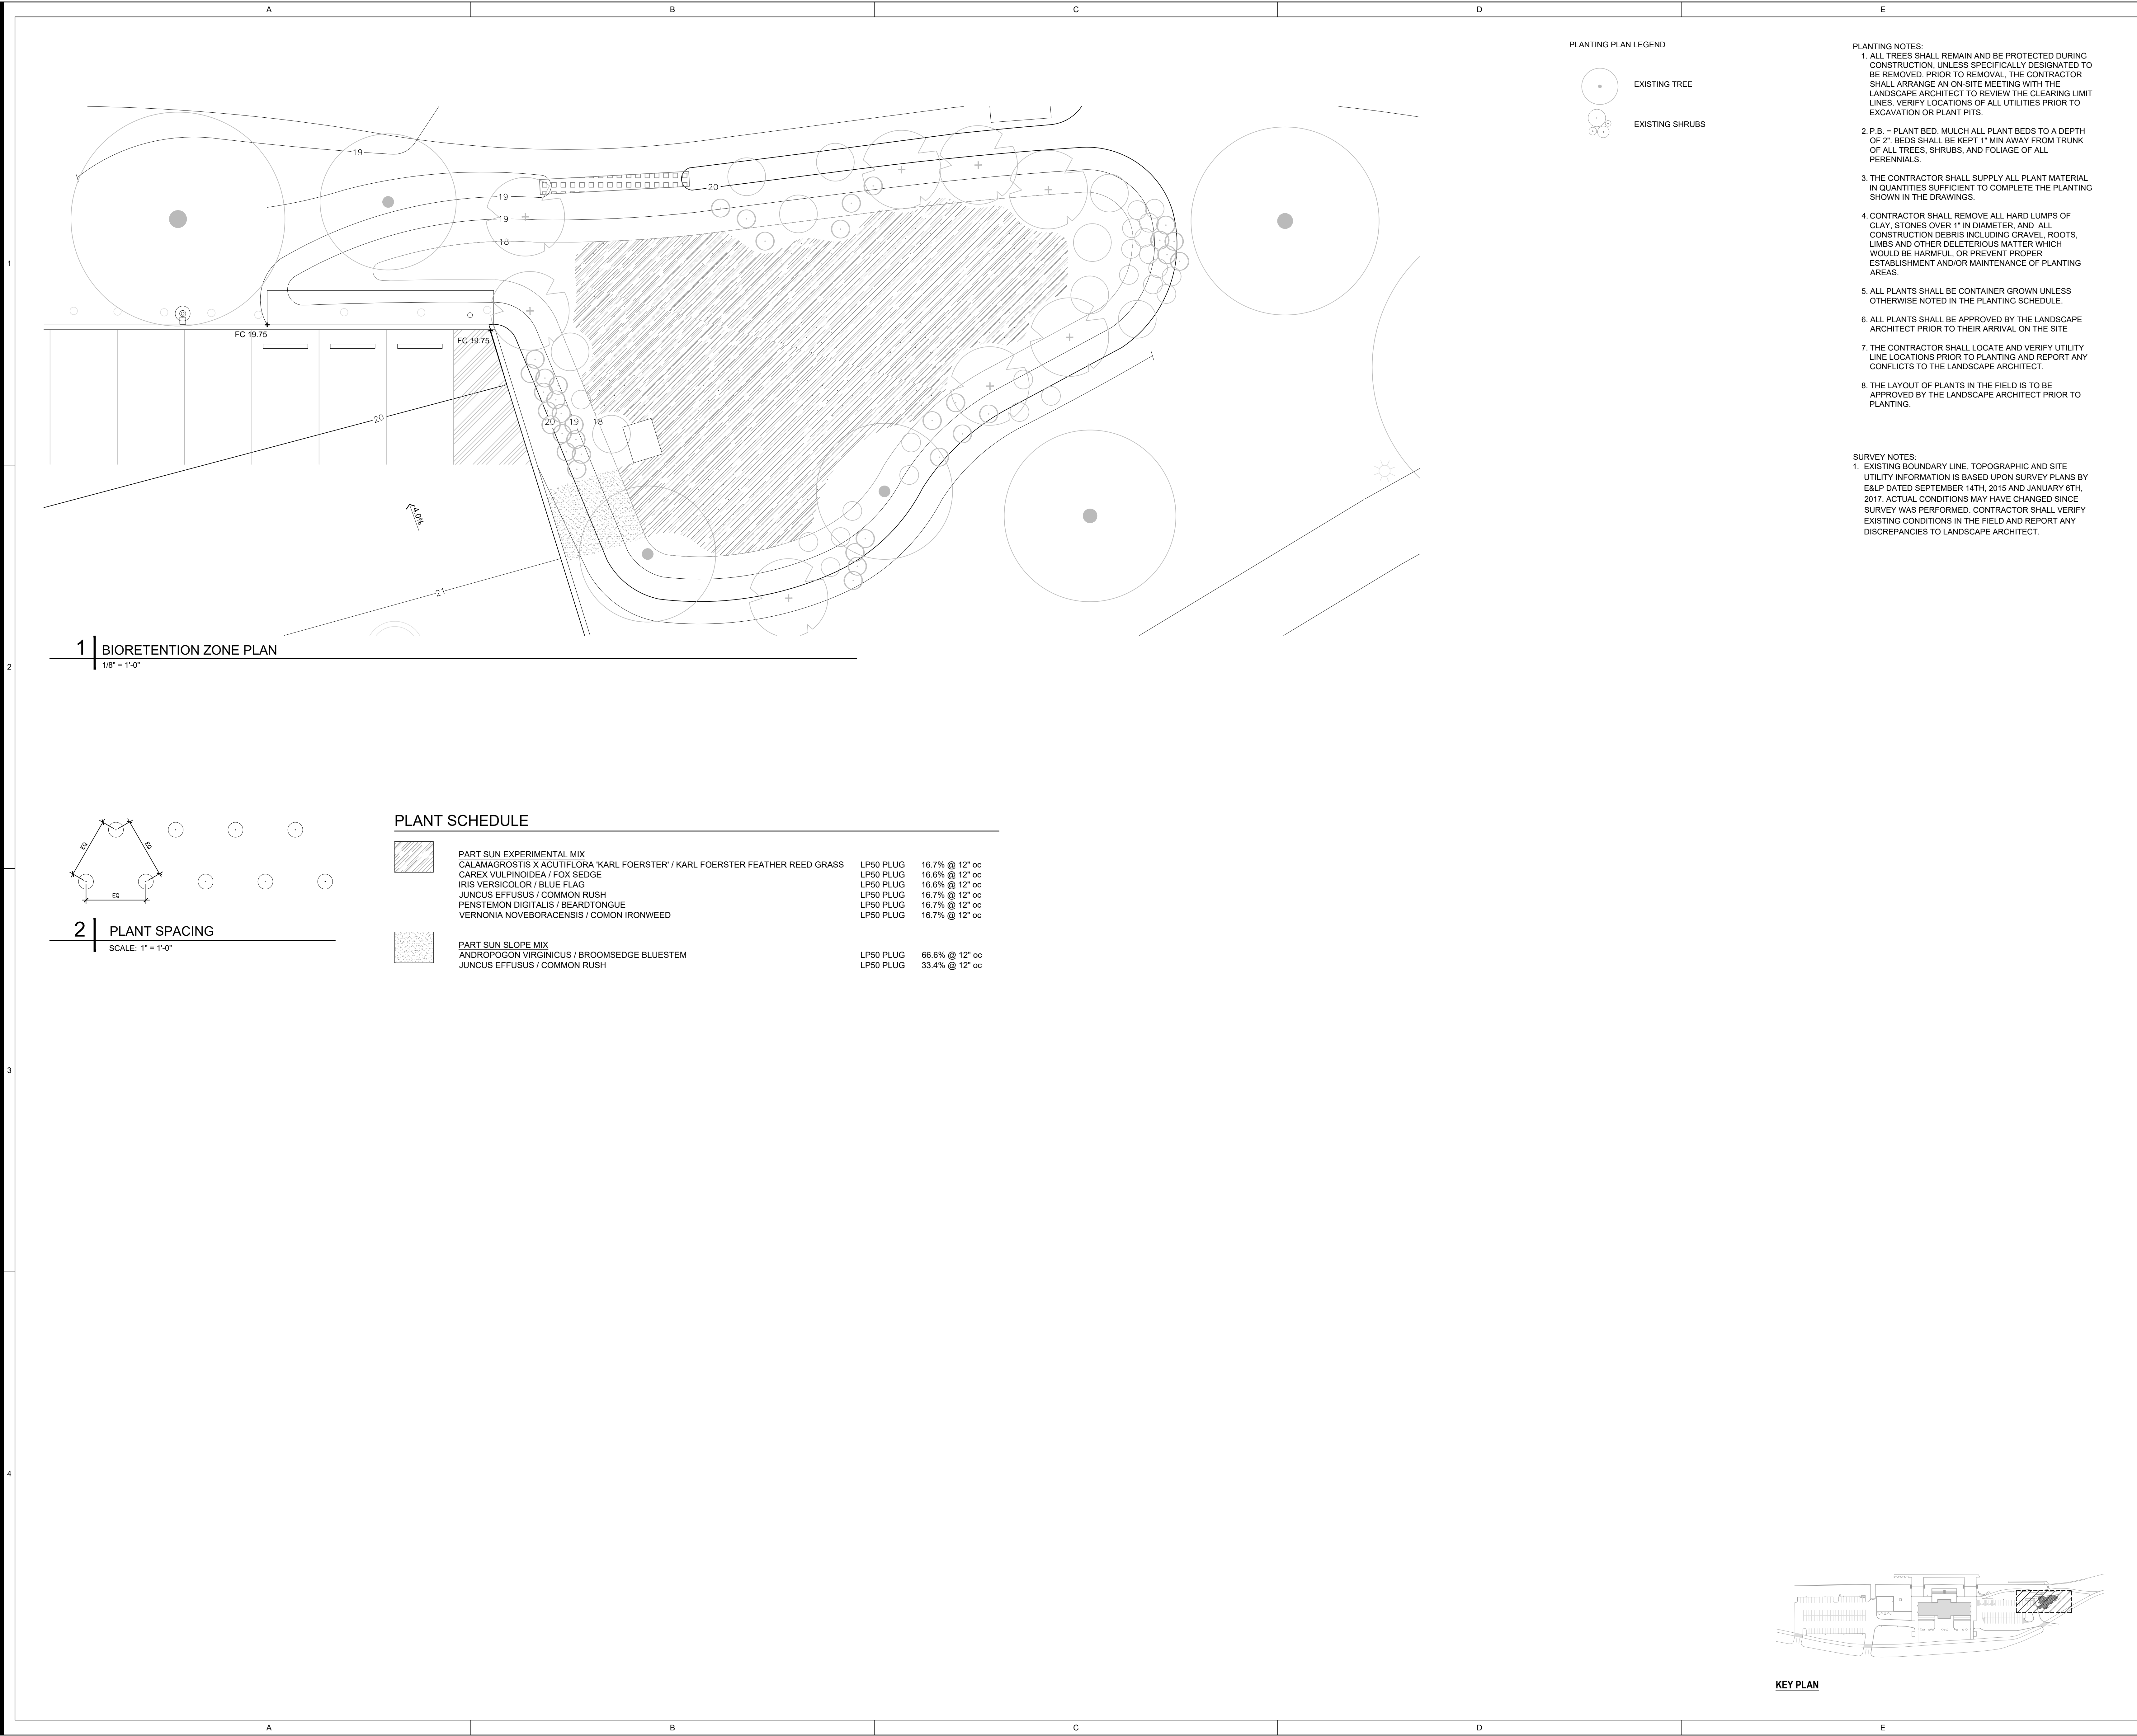 A B C D E
PLANTING PLAN LEGEND
EXISTING TREE
EXISTING SHRUBS
PLANTING NOTES:
1. ALL TREES SHALL REMAIN AND BE PROTECTED DURING
CONSTRUCTION, UNLESS SPECIFICALLY DESIGNATED TO
BE REMOVED. PRIOR TO REMOVAL, THE CONTRACTOR
SHALL ARRANGE AN ON-SITE MEETING WITH THE
LANDSCAPE ARCHITECT TO REVIEW THE CLEARING LIMIT
LINES. VERIFY LOCATIONS OF ALL UTILITIES PRIOR TO
EXCAVATION OR PLANT PITS.
2. P.B. = PLANT BED. MULCH ALL PLANT BEDS TO A DEPTH
OF 2". BEDS SHALL BE KEPT 1" MIN AWAY FROM TRUNK
OF ALL TREES, SHRUBS, AND FOLIAGE OF ALL
PERENNIALS.
3. THE CONTRACTOR SHALL SUPPLY ALL PLANT MATERIAL
IN QUANTITIES SUFFICIENT TO COMPLETE THE PLANTING
SHOWN IN THE DRAWINGS.
4. CONTRACTOR SHALL REMOVE ALL HARD LUMPS OF
CLAY, STONES OVER 1" IN DIAMETER, AND ALL
CONSTRUCTION DEBRIS INCLUDING GRAVEL, ROOTS,
LIMBS AND OTHER DELETERIOUS MATTER WHICH
WOULD BE HARMFUL, OR PREVENT PROPER
ESTABLISHMENT AND/OR MAINTENANCE OF PLANTING
AREAS.
5. ALL PLANTS SHALL BE CONTAINER GROWN UNLESS
OTHERWISE NOTED IN THE PLANTING SCHEDULE.
6. ALL PLANTS SHALL BE APPROVED BY THE LANDSCAPE
ARCHITECT PRIOR TO THEIR ARRIVAL ON THE SITE
7. THE CONTRACTOR SHALL LOCATE AND VERIFY UTILITY
LINE LOCATIONS PRIOR TO PLANTING AND REPORT ANY
CONFLICTS TO THE LANDSCAPE ARCHITECT.
8. THE LAYOUT OF PLANTS IN THE FIELD IS TO BE
APPROVED BY THE LANDSCAPE ARCHITECT PRIOR TO
PLANTING.
SURVEY NOTES:
1. EXISTING BOUNDARY LINE, TOPOGRAPHIC AND SITE
UTILITY INFORMATION IS BASED UPON SURVEY PLANS BY
E&LP DATED SEPTEMBER 14TH, 2015 AND JANUARY 6TH,
2017. ACTUAL CONDITIONS MAY HAVE CHANGED SINCE
SURVEY WAS PERFORMED. CONTRACTOR SHALL VERIFY
EXISTING CONDITIONS IN THE FIELD AND REPORT ANY
DISCREPANCIES TO LANDSCAPE ARCHITECT.
19
20
19
19
18
1
FC 19.75
FC 19.75
20
20 19 18
4.0%
21
1 BIORETENTION ZONE PLAN
1/8" = 1'-0"
2
EQ EQ
EQ
2 PLANT SPACING
SCALE: 1" = 1'-0"
PLANT SCHEDULE
PART SUN EXPERIMENTAL MIX
CALAMAGROSTIS X ACUTIFLORA 'KARL FOERSTER' / KARL FOERSTER FEATHER REED GRASS LP50 PLUG 16.7% @ 12" oc
CAREX VULPINOIDEA / FOX SEDGE LP50 PLUG 16.6% @ 12" oc
IRIS VERSICOLOR / BLUE FLAG LP50 PLUG 16.6% @ 12" oc
JUNCUS EFFUSUS / COMMON RUSH LP50 PLUG 16.7% @ 12" oc
PENSTEMON DIGITALIS / BEARDTONGUE LP50 PLUG 16.7% @ 12" oc
VERNONIA NOVEBORACENSIS / COMON IRONWEED LP50 PLUG 16.7% @ 12" oc
PART SUN SLOPE MIX
ANDROPOGON VIRGINICUS / BROOMSEDGE BLUESTEM LP50 PLUG 66.6% @ 12" oc
JUNCUS EFFUSUS / COMMON RUSH LP50 PLUG 33.4% @ 12" oc
3
4
KEY PLAN
A B C D E